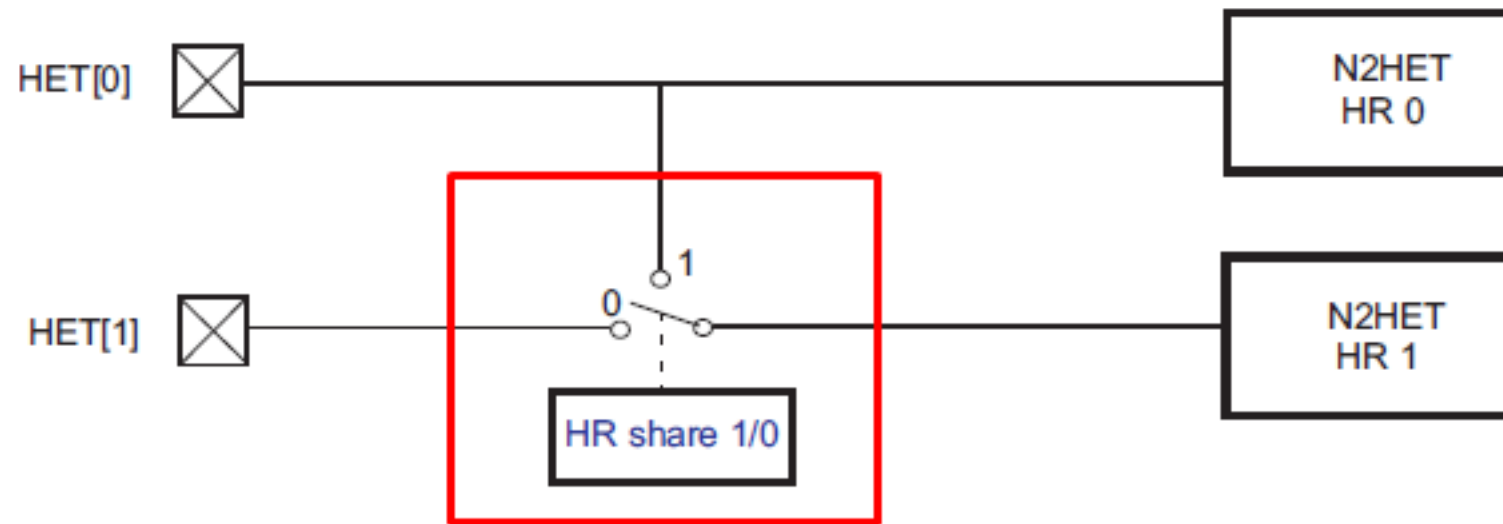 HET[0]
N2HET
HR 0
1
0
HET[1]
N2HET
HR 1
HR share 1/0